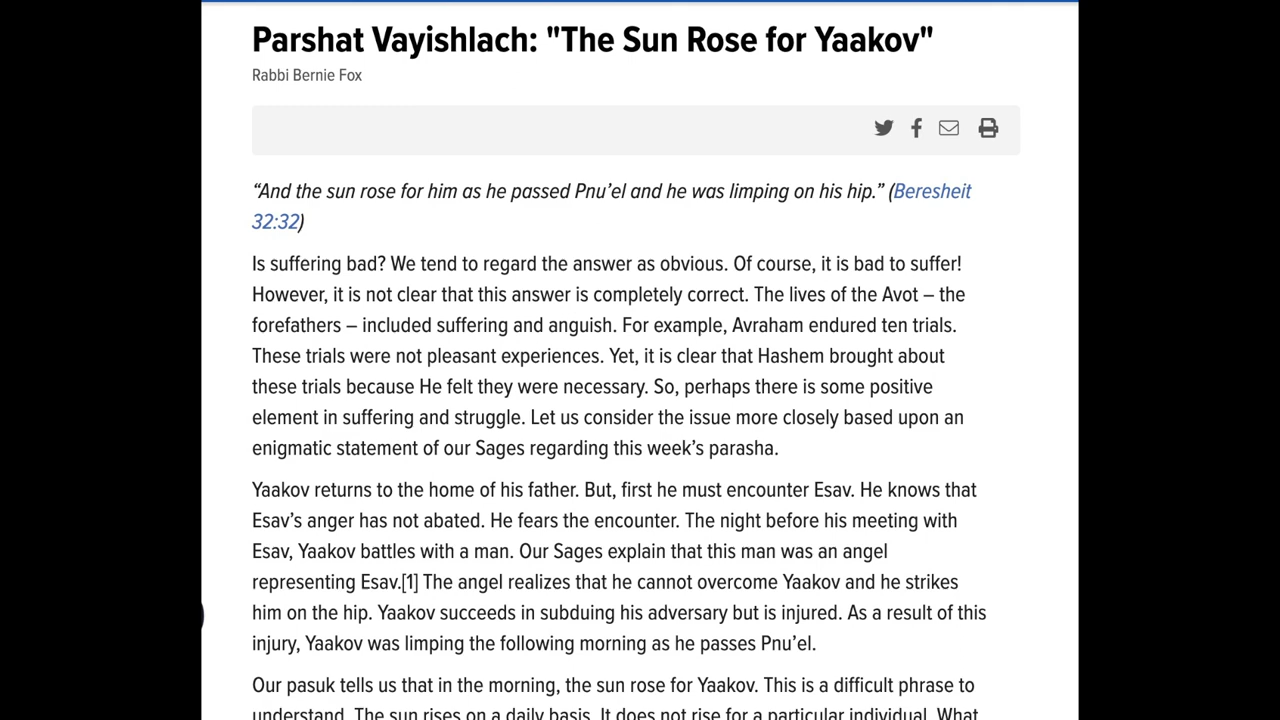 Parshat Vayishlach: "The Sun Rose for Yaakov"
Rabbi Bernie Fox
“And the sun rose for him as he passed Pnu’el and he was limping on his hip.” (Beresheit
32:32)
Is suffering bad? We tend to regard the answer as obvious. Of course, it is bad to suffer!
However, it is not clear that this answer is completely correct. The lives of the Avot – the
forefathers – included suffering and anguish. For example, Avraham endured ten trials.
These trials were not pleasant experiences. Yet, it is clear that Hashem brought about
these trials because He felt they were necessary. So, perhaps there is some positive
element in suffering and struggle. Let us consider the issue more closely based upon an
enigmatic statement of our Sages regarding this week’s parasha.
Yaakov returns to the home of his father. But, first he must encounter Esav. He knows that
Esav’s anger has not abated. He fears the encounter. The night before his meeting with
Esav, Yaakov battles with a man. Our Sages explain that this man was an angel
representing Esav.[1] The angel realizes that he cannot overcome Yaakov and he strikes
him on the hip. Yaakov succeeds in subduing his adversary but is injured. As a result of this
injury, Yaakov was limping the following morning as he passes Pnu’el.
Our pasuk tells us that in the morning, the sun rose for Yaakov. This is a difficult phrase to
understand. The sun rises on a daily basis. It does not rise for a particular individual. What